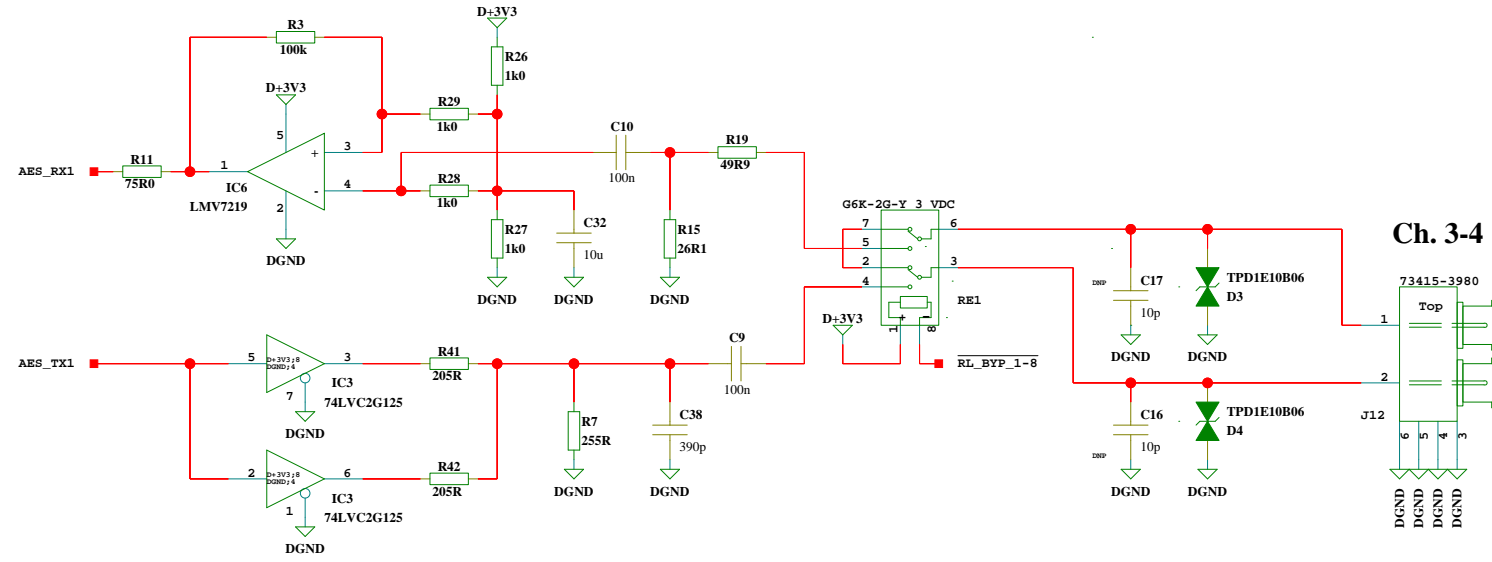 D+3V3
R3
100k
R26
1k0
D+3V3
R29
1k0
C10
100n
R19
49R9
5
3
+
AES_RX1
R11
75R0
1
IC6
LMV7219
4
-
2
R28
1k0
DGND
R27
1k0
C32
10u
R15
26R1
DGND
DGND
DGND
G6K-2G-Y 3 VDC
7
6
5
2
3
4
RE1
+
-
1
8
D+3V3
RL_BYP_1-8
Ch. 3-4
DNP
C17
10p
TPD1E10B06
D3
DGND
DGND
73415-3980
Top
1
2
J12
6
5
4
3
DGND
DGND
DGND
DGND
DNP
C16
10p
TPD1E10B06
D4
DGND
DGND
AES_TX1
5
D+3V3;8
DGND;4
3
IC3
74LVC2G125
7
DGND
R41
205R
C9
100n
R7
255R
C38
390p
DGND
DGND
2
D+3V3;8
DGND;4
6
IC3
74LVC2G125
1
DGND
R42
205R